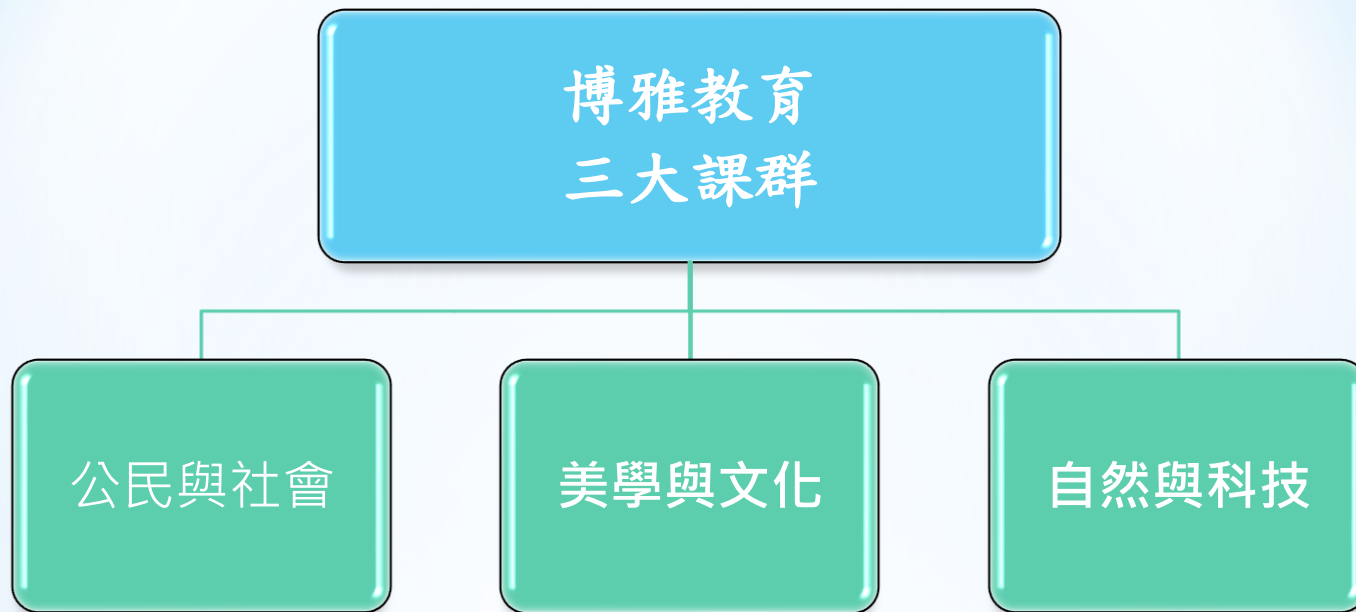 博雅教育
三大課群
公民與社會
美學與文化
自然與科技